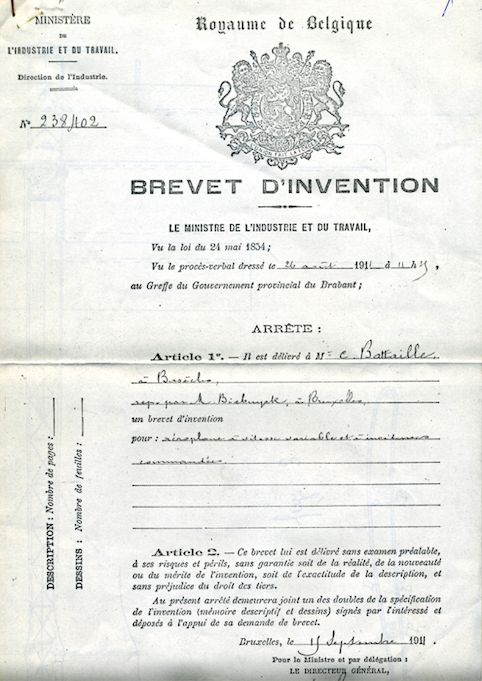 MINISTÈRE
DE
L'INDUSTRIE ET DU TRAVAIL.
Direction de l'Industrie.
N° 238402
Royaume de Belgique
BREVET D'INVENTION
LE MINISTRE DE L'INDUSTRIE ET DU TRAVAIL,
Vu la loi du 24 mai 1854;
Vu le procès-verbal dressé le 26 août 1911 à 11 h ,
au Greffe du Gouvernement provincial du Brabant;
ARRÊTE :
Article 1er. — Il est délivré à Mr C. Battaille,
à Basècles,
rep. par A. à Bruxelles,
un brevet d'invention
pour : aéroplane à vitesse variable et à incidences
commandées.
DESCRIPTION : Nombre de pages :
DESSINS : Nombre de feuilles :
Article 2. — Ce brevet lui est délivré sans examen préalable,
à ses risques et périls, sans garantie soit de la réalité, de la nouveauté
ou du mérite de l'invention, soit de l'exactitude de la description, et
sans préjudice du droit des tiers.
Au présent arrêté demeurera joint un des doubles de la spécification
de l'invention (mémoire descriptif et dessins) signés par l'intéressé et
déposés à l'appui de sa demande de brevet.
Bruxelles, le 15 Septembre 1911.
Pour le Ministre et par délégation :
LE DIRECTEUR GÉNÉRAL,